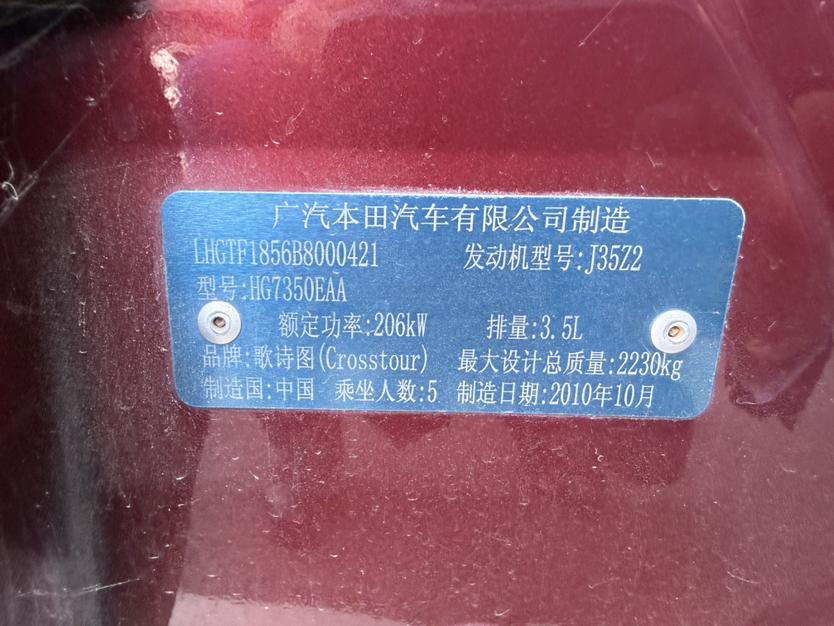 广汽本田汽车有限公司制造
LHGTF1856B8000421 发动机型号:J35Z2
型号:HG7350EAA
额定功率:206kW 排量:3.5L
品牌:歌诗图(Crosstour) 最大设计总质量:2230kg
制造国:中国 乘坐人数:5 制造日期:2010年10月